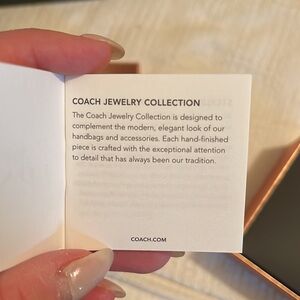 COACH JEWELRY COLLECTION
The Coach Jewelry Collection is designed to
complement the modern, elegant look of our
handbags and accessories. Each hand-finished
piece is crafted with the exceptional attention
to detail that has always been our tradition.
COACH.COM